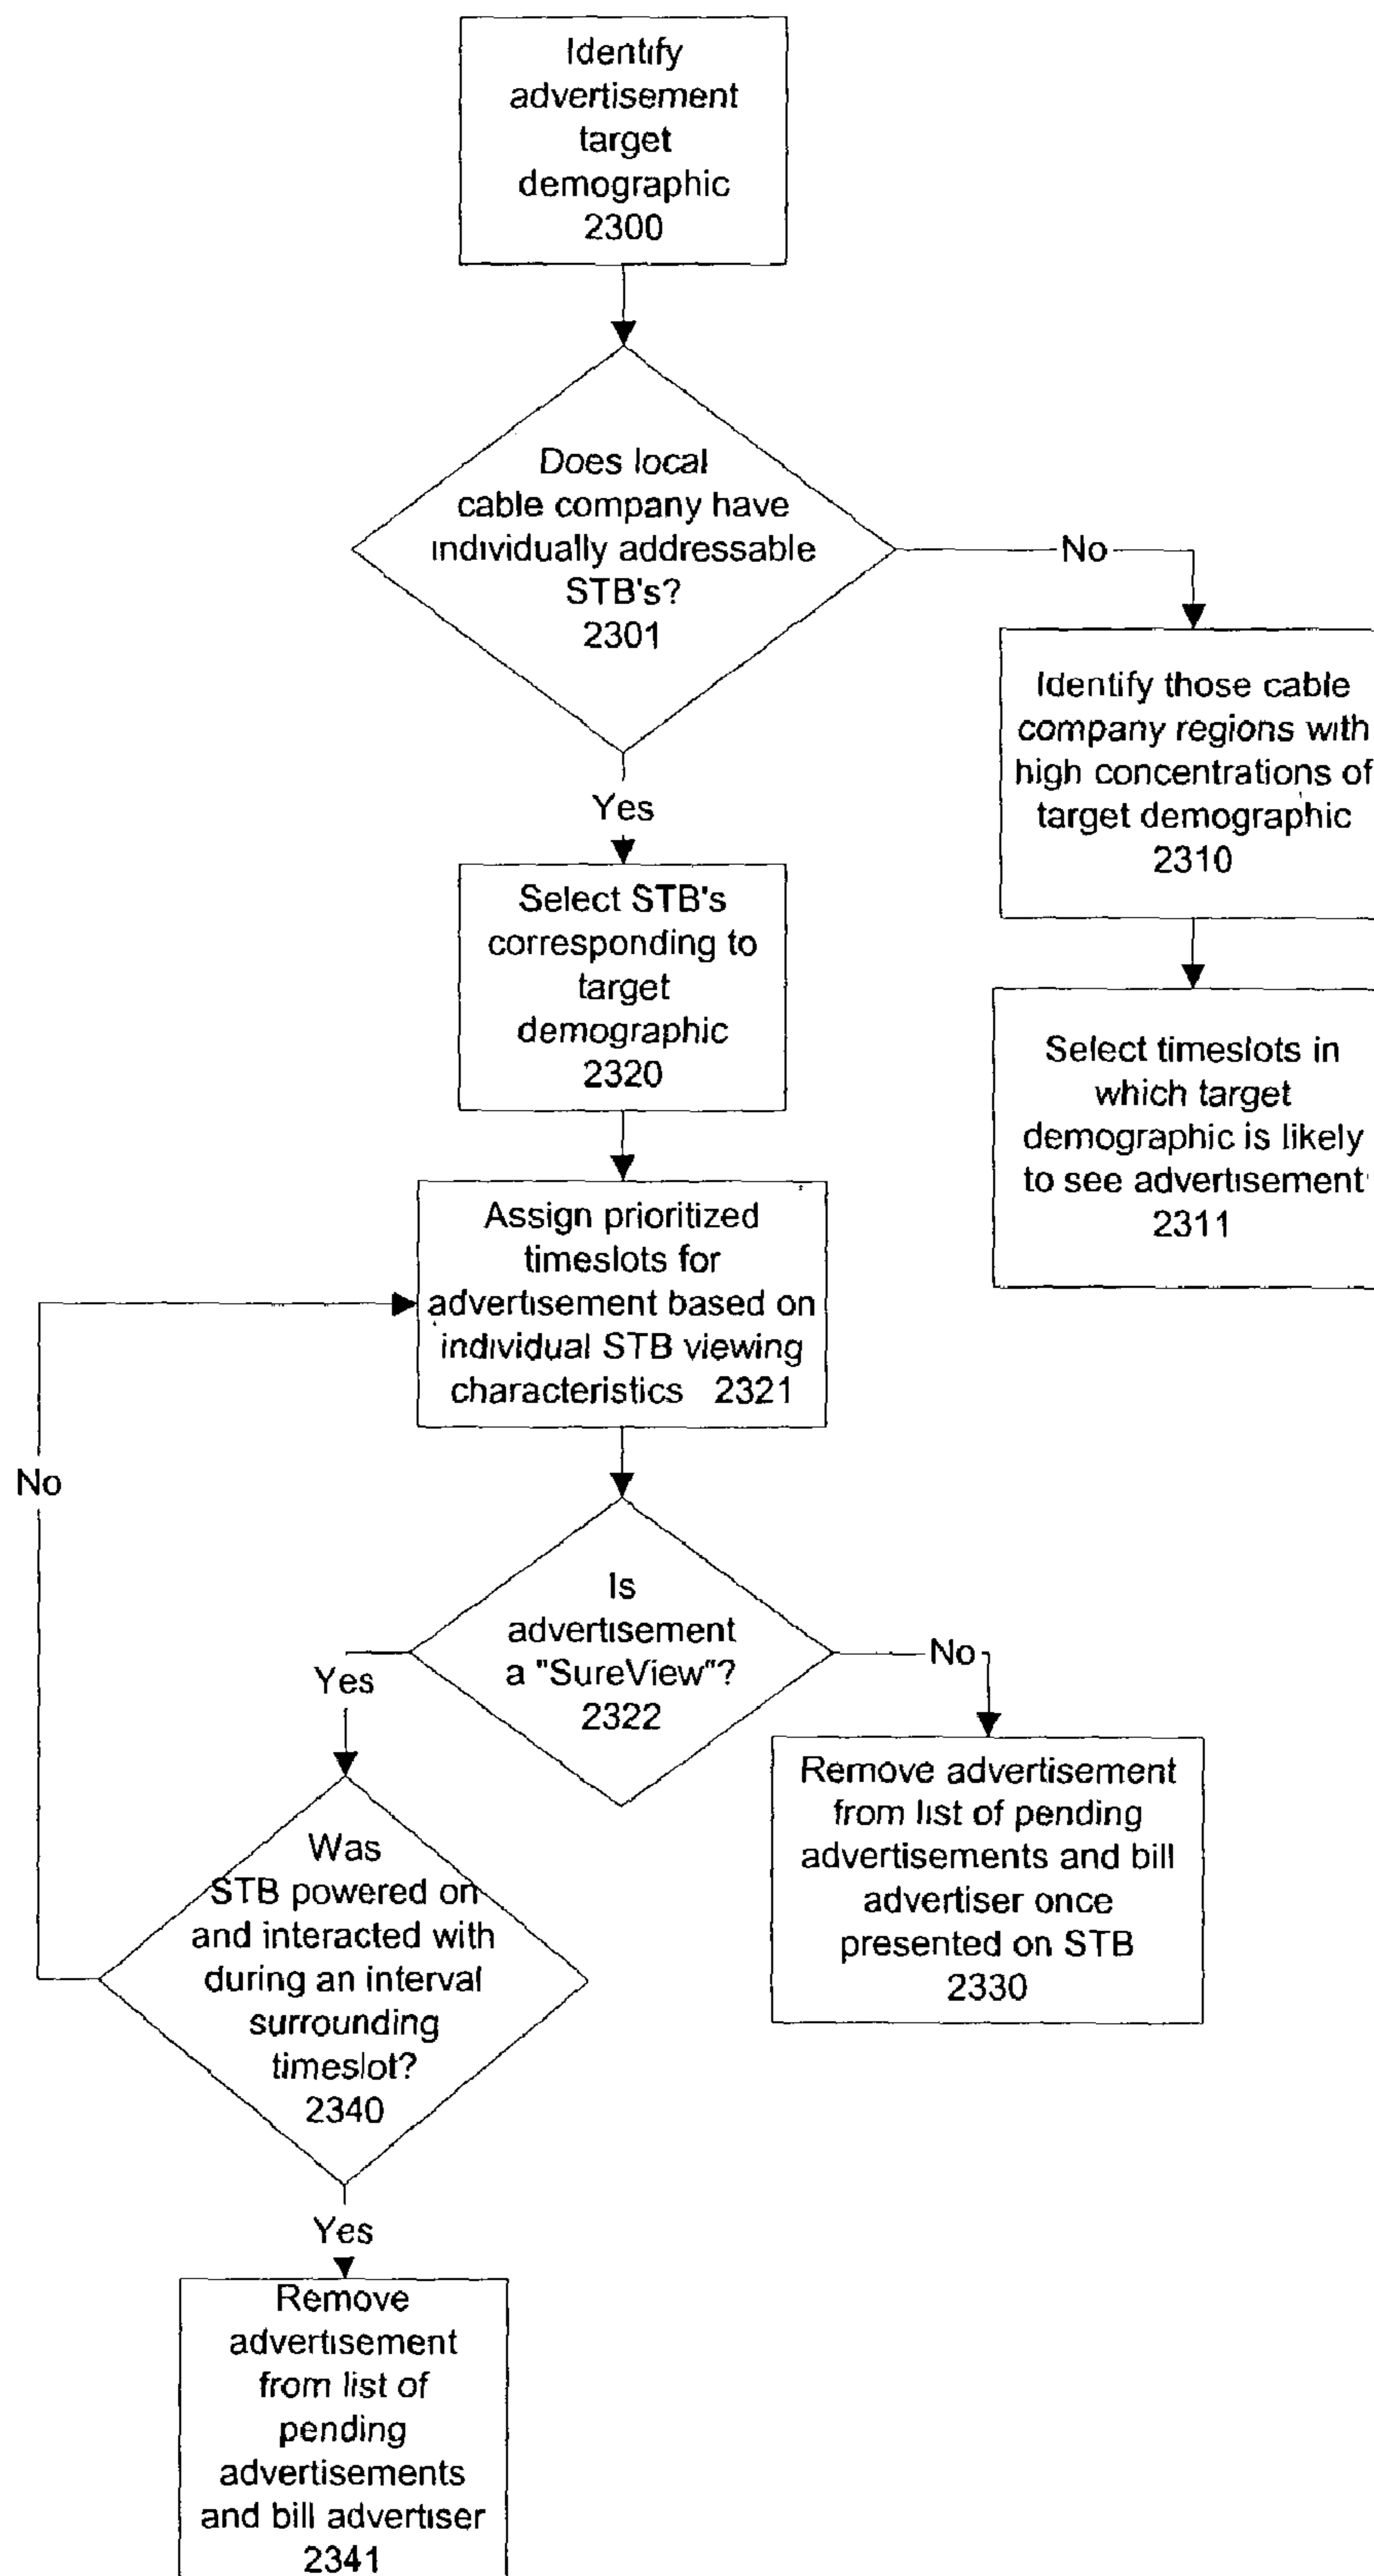 Identify
advertisement
target
demographic
2300
Does local
cable company have
individually addressable
STB's?
2301
No
Identify those cable
company regions with
high concentrations of
target demographic
2310
Yes
Select STB's
corresponding to
target
demographic
2320
Select timeslots in
which target
demographic is likely
to see advertisement
2311
Assign prioritized
timeslots for
advertisement based on
individual STB viewing
characteristics 2321
No
Is
advertisement
a "SureView"?
2322
Yes
No
Remove advertisement
from list of pending
advertisements and bill
advertiser once
presented on STB
2330
Was
STB powered on
and interacted with
during an interval
surrounding
timeslot?
2340
Yes
Remove
advertisement
from list of
pending
advertisements
and bill advertiser
2341